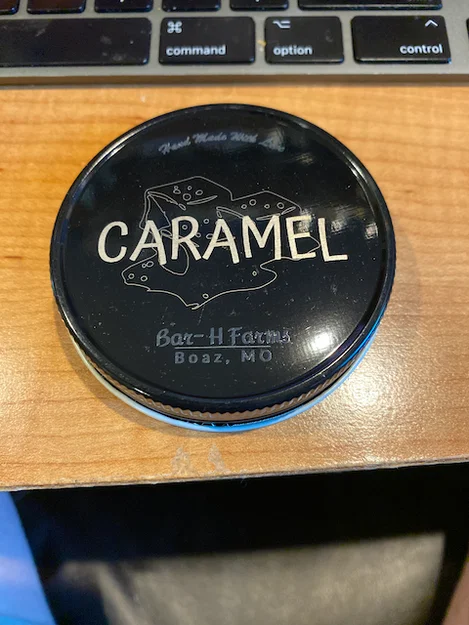 ⌘
⌥
^
command
option
control
Hand Made With
CARAMEL
Bar-H Farms
Boaz, MO